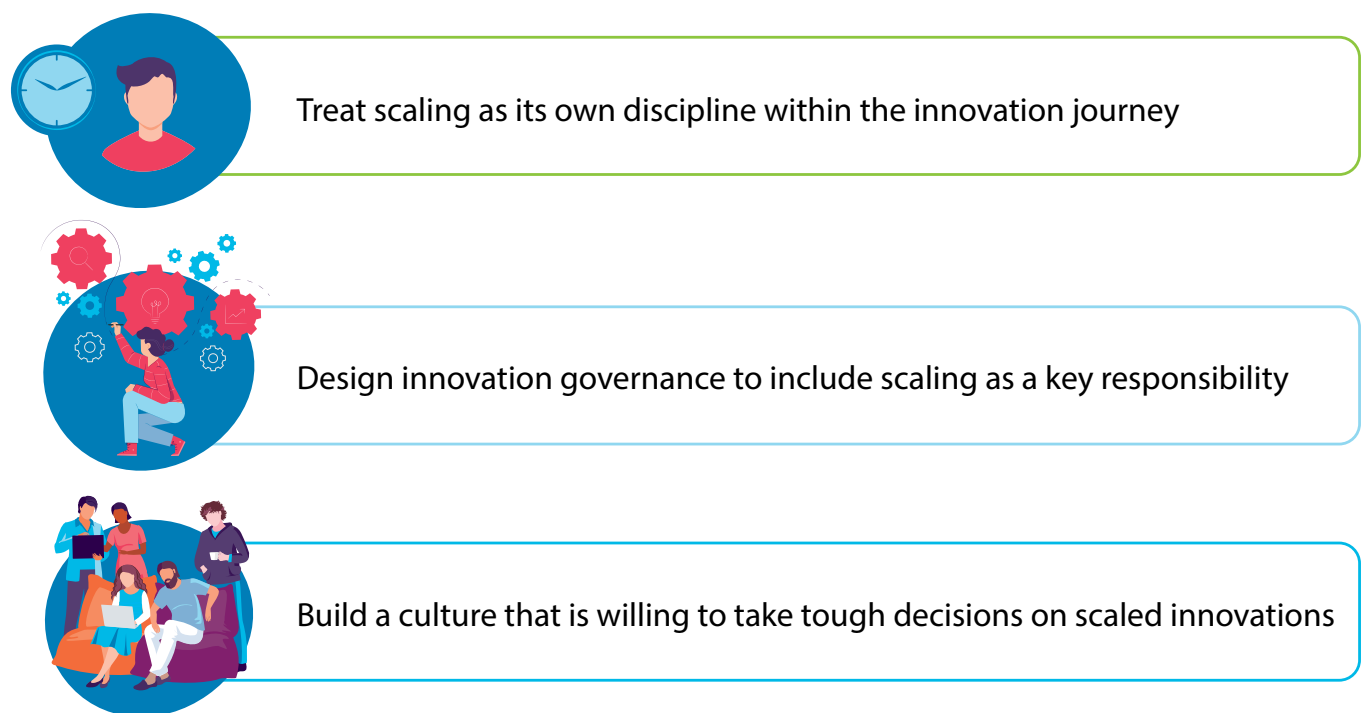 Treat scaling as its own discipline within the innovation journey
Design innovation governance to include scaling as a key responsibility
Build a culture that is willing to take tough decisions on scaled innovations